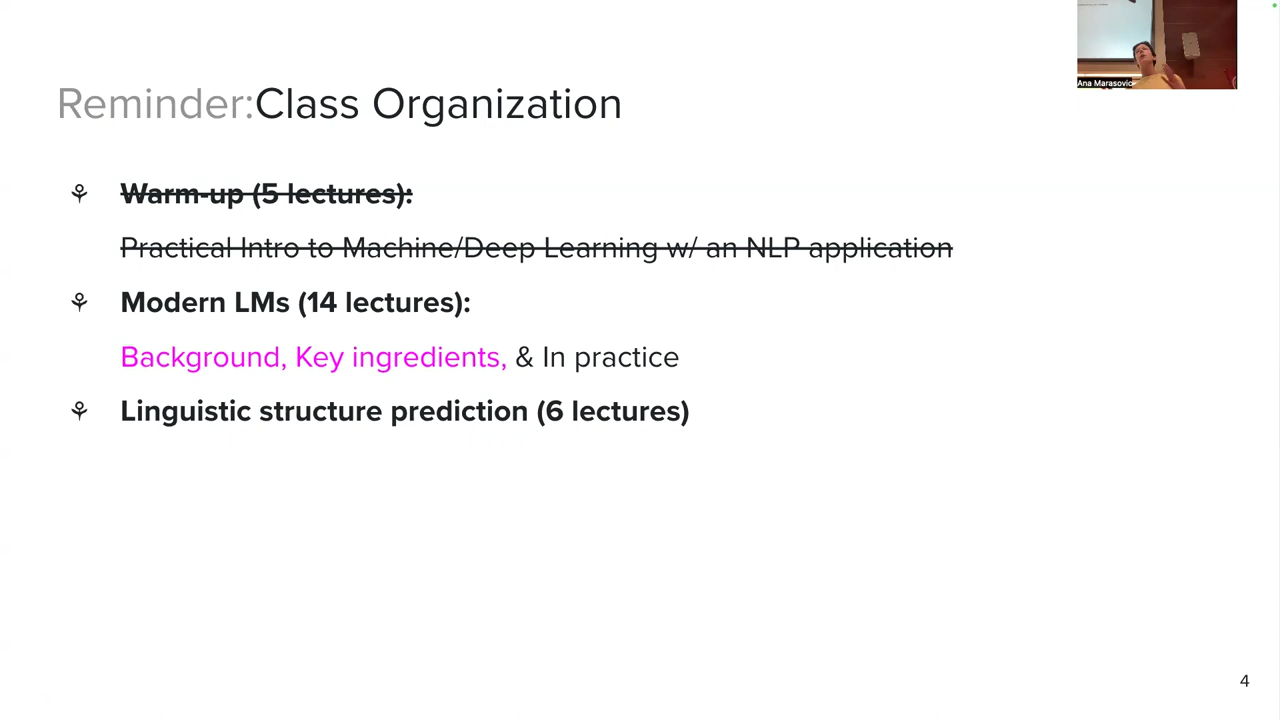 Ana Marasovic
Reminder:Class Organization
Warm-up (5 lectures):
Practical Intro to Machine/Deep Learning w/ an NLP application
Modern LMs (14 lectures):
Background, Key ingredients, & In practice
Linguistic structure prediction (6 lectures)
4